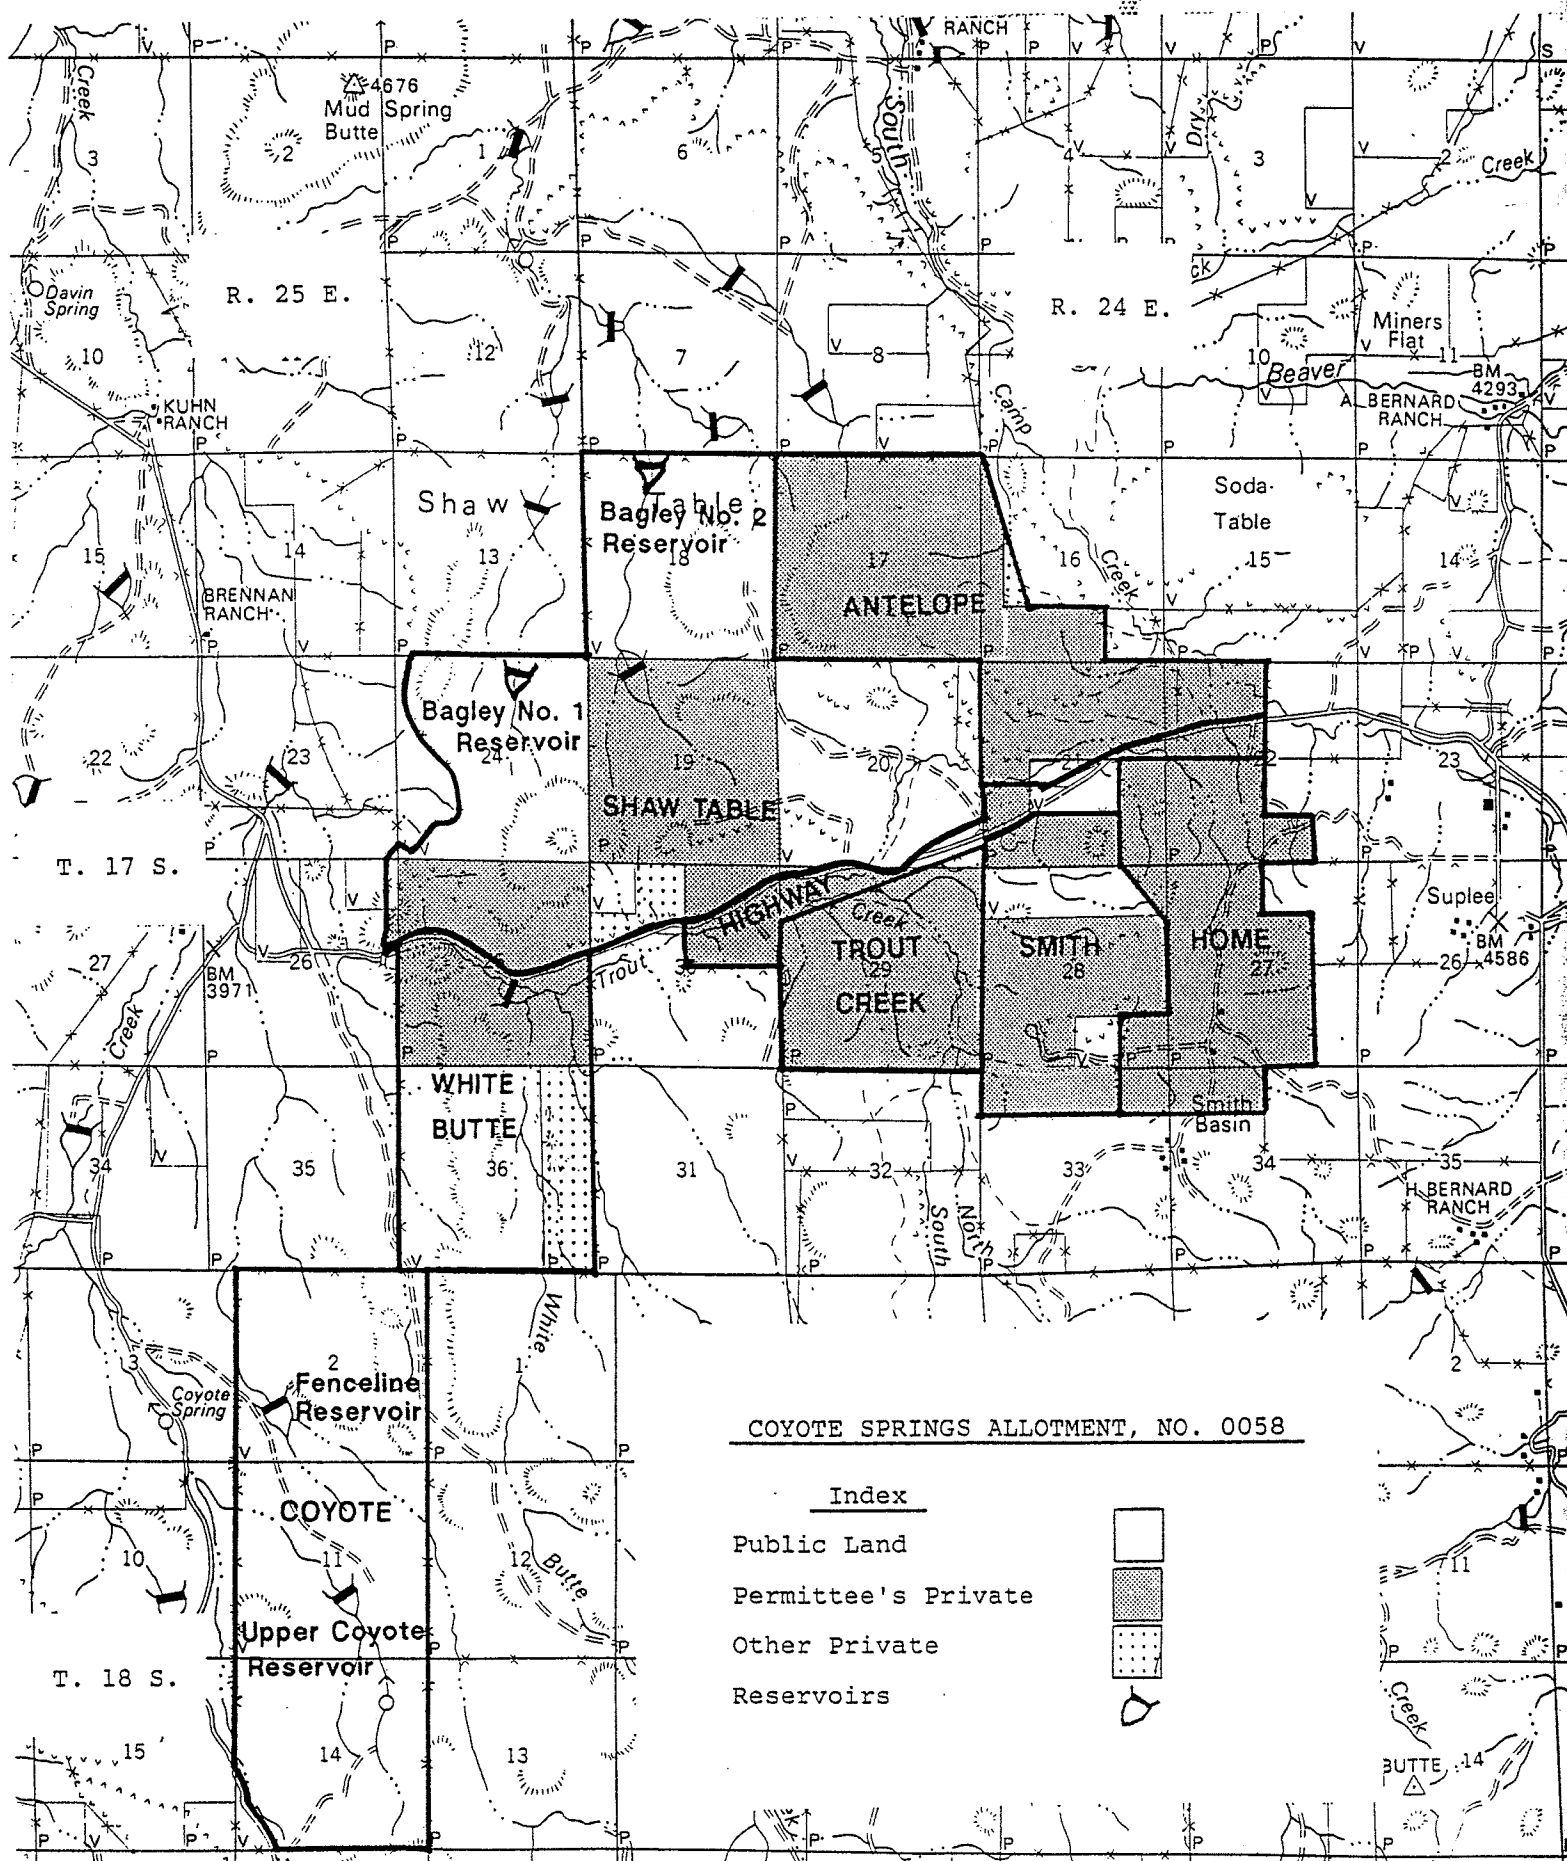 RANCH
Creek
4676
Mud Spring
Butte
South
Dry
Creek
3
2
1
6
5
4
3
2
Davin
Spring
R. 25 E.
R. 24 E.
Miners
Flat
10
12
7
8
10
11
Beaver
BM
4293
A. BERNARD
RANCH
KUHN
RANCH
Camp
Shaw
Table
Bagley No. 2
Reservoir
Soda
Table
15
14
13
18
17
16
Creek
15
14
BRENNAN
RANCH
ANTELOPE
Bagley No. 1
Reservoir
22
23
24
19
20
21
23
SHAW TABLE
T. 17 S.
HIGHWAY
Creek
Suplee
TROUT
CREEK
SMITH
HOME
BM
4586
27
26
29
28
27
26
BM
3971
Trout
Creek
WHITE
BUTTE
Smith
Basin
34
35
36
31
32
33
34
35
H. BERNARD
RANCH
South
North
White
3
2
1
2
Fenceline
Reservoir
Coyote
Spring
COYOTE SPRINGS ALLOTMENT, NO. 0058
Index
COYOTE
Public Land
10
11
12
11
Butte
Permittee's Private
Upper Coyote
Reservoir
Other Private
T. 18 S.
Reservoirs
Creek
15
14
13
BUTTE
14